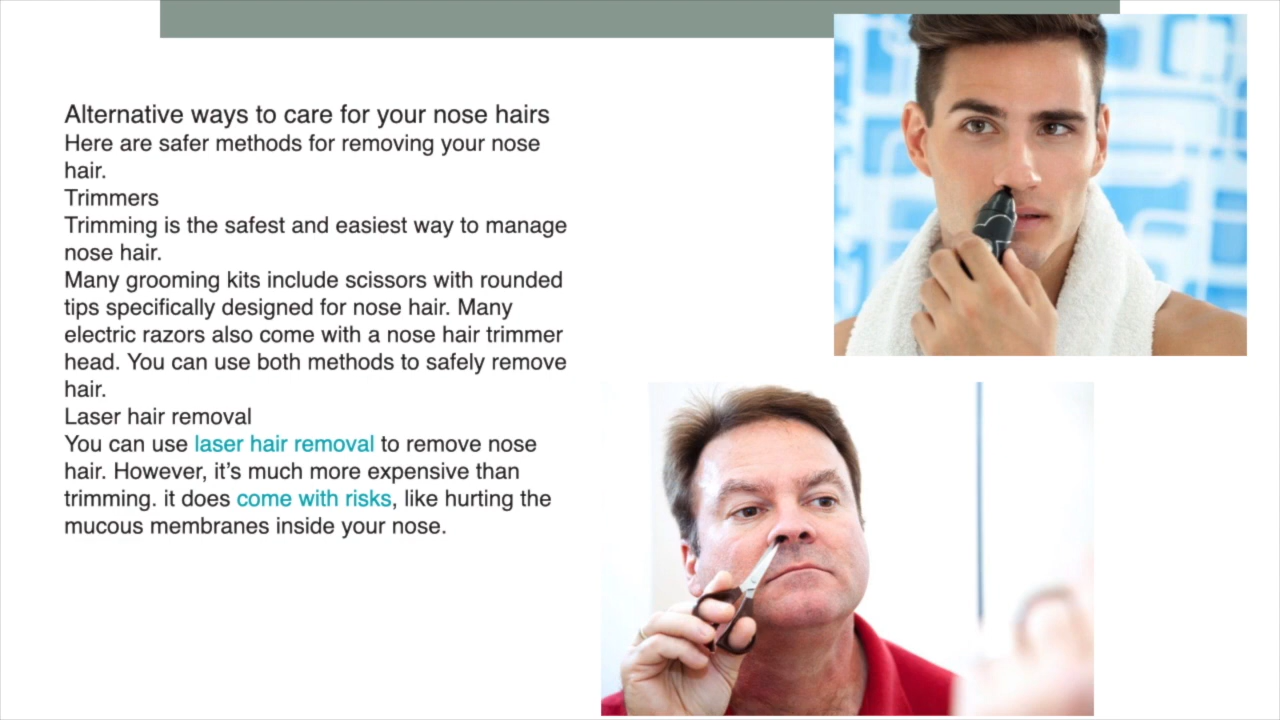 Alternative ways to care for your nose hairs
Here are safer methods for removing your nose
hair.
Trimmers
Trimming is the safest and easiest way to manage
nose hair.
Many grooming kits include scissors with rounded
tips specifically designed for nose hair. Many
electric razors also come with a nose hair trimmer
head. You can use both methods to safely remove
hair.
Laser hair removal
You can use laser hair removal to remove nose
hair. However, it’s much more expensive than
trimming. it does come with risks, like hurting the
mucous membranes inside your nose.